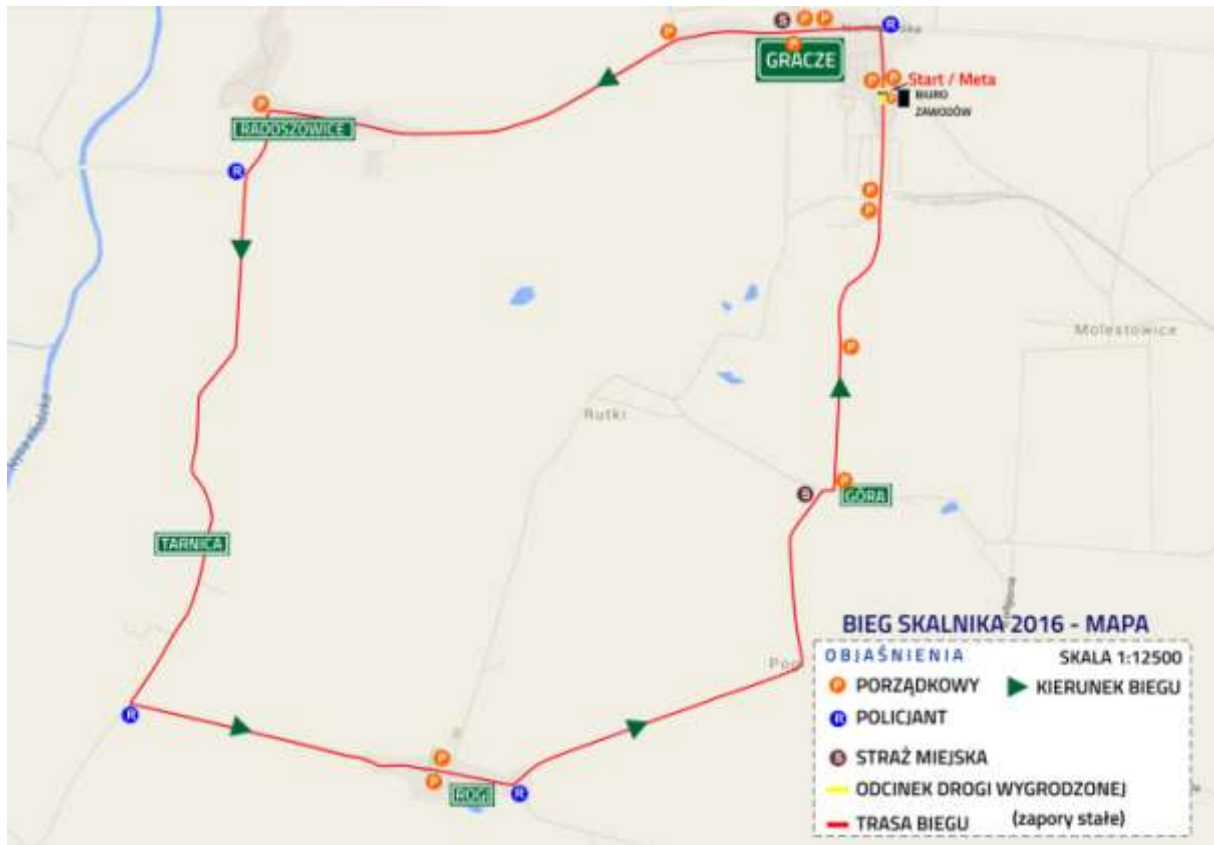 S P P
R
P
P
GRACZE
P P
Start / Meta
BIURO
ZAWODÓW
P
RADOSZOWICE
R
P
P
Molestowice
P
Rutki
P
S
GÓRA
TARNICA
BIEG SKALNIKA 2016 - MAPA
OBJAŚNIENIA SKALA 1:12500
P PORZĄDKOWY KIERUNEK BIEGU
R POLICJANT
S STRAŻ MIEJSKA
ODCINEK DROGI WYGRODZONEJ
(zapory stałe)
TRASA BIEGU
R
P
P
ROGI
R